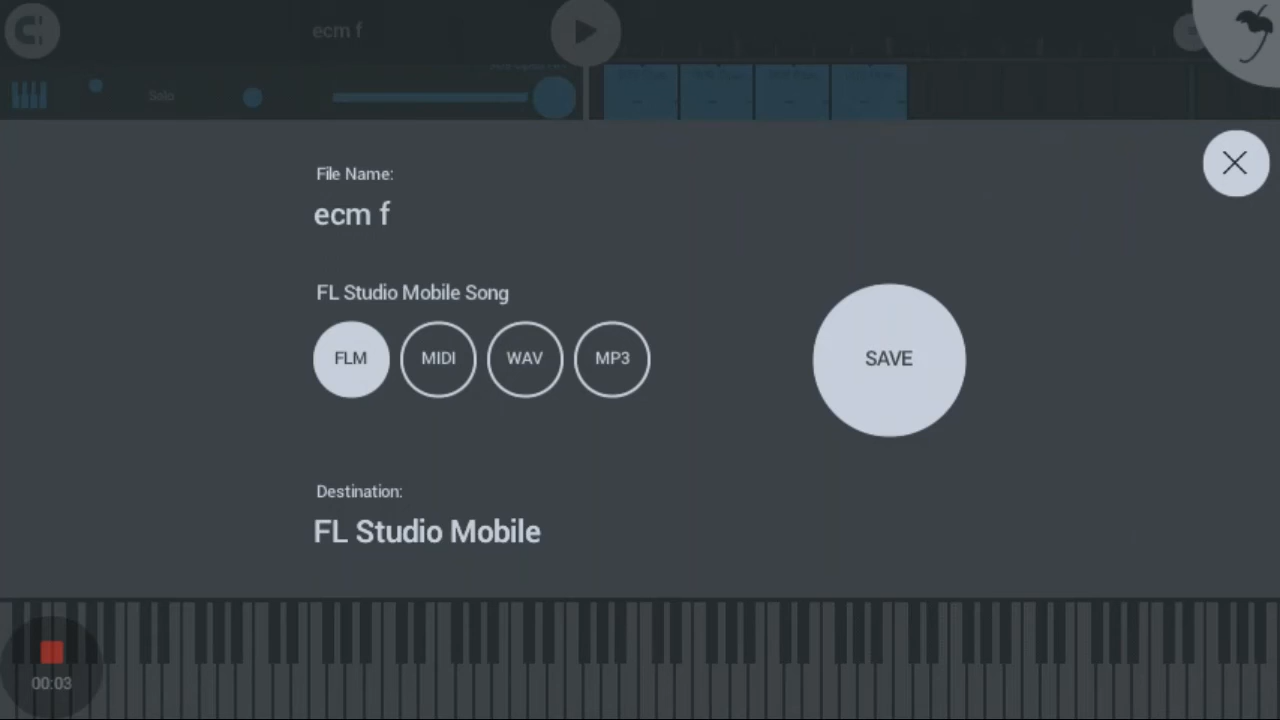 ecm f
Solo
File Name:
ecm f
FL Studio Mobile Song
FLM MIDI WAV MP3
SAVE
Destination:
FL Studio Mobile
00:03